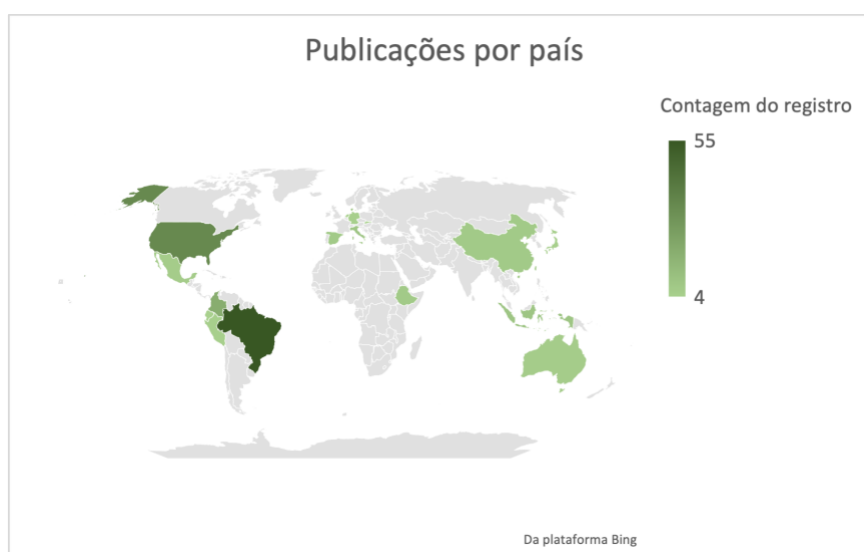 Publicações por país
Contagem do registro
55
4
Da plataforma Bing